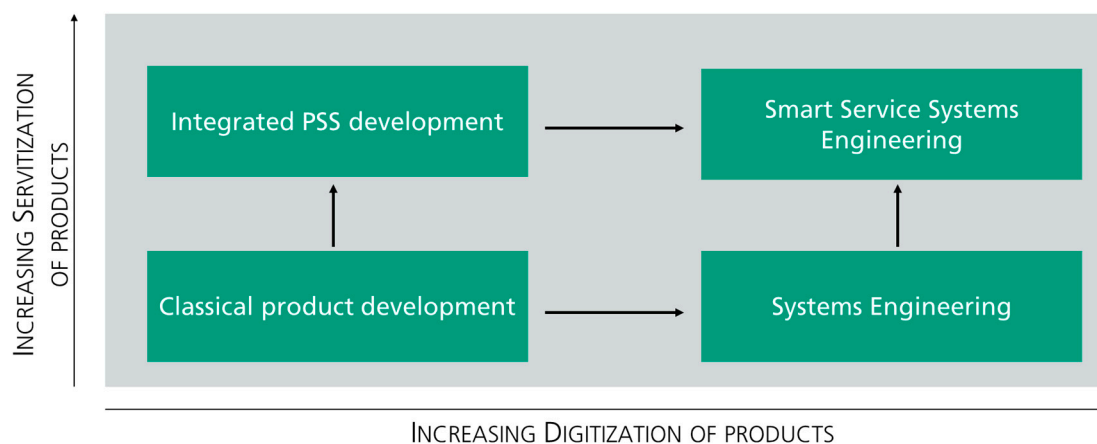 INCREASING SERVITIZATION
OF PRODUCTS
Integrated PSS development
Smart Service Systems
Engineering
Classical product development
Systems Engineering
INCREASING DIGITIZATION OF PRODUCTS